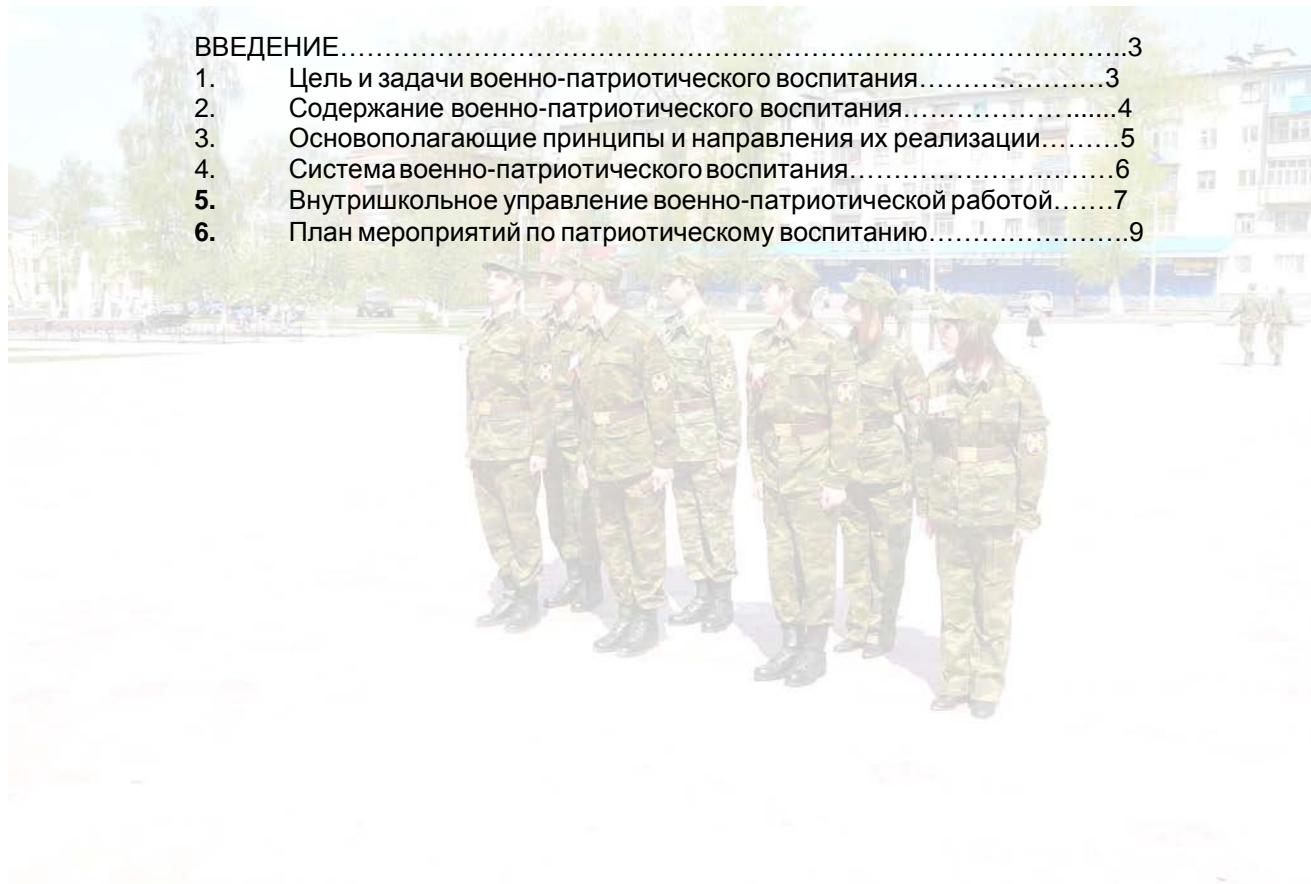 ВВЕДЕНИЕ……………………………………………………………………………...3
1. Цель и задачи военно-патриотического воспитания…………………3
2. Содержание военно-патриотического воспитания……………… .......4
3. Основополагающие принципы и направления их реализации………5
4. Система военно-патриотического воспитания………………………6
5. Внутришкольное управление военно-патриотической работой…….7
6. План мероприятий по патриотическому воспитанию………………….9